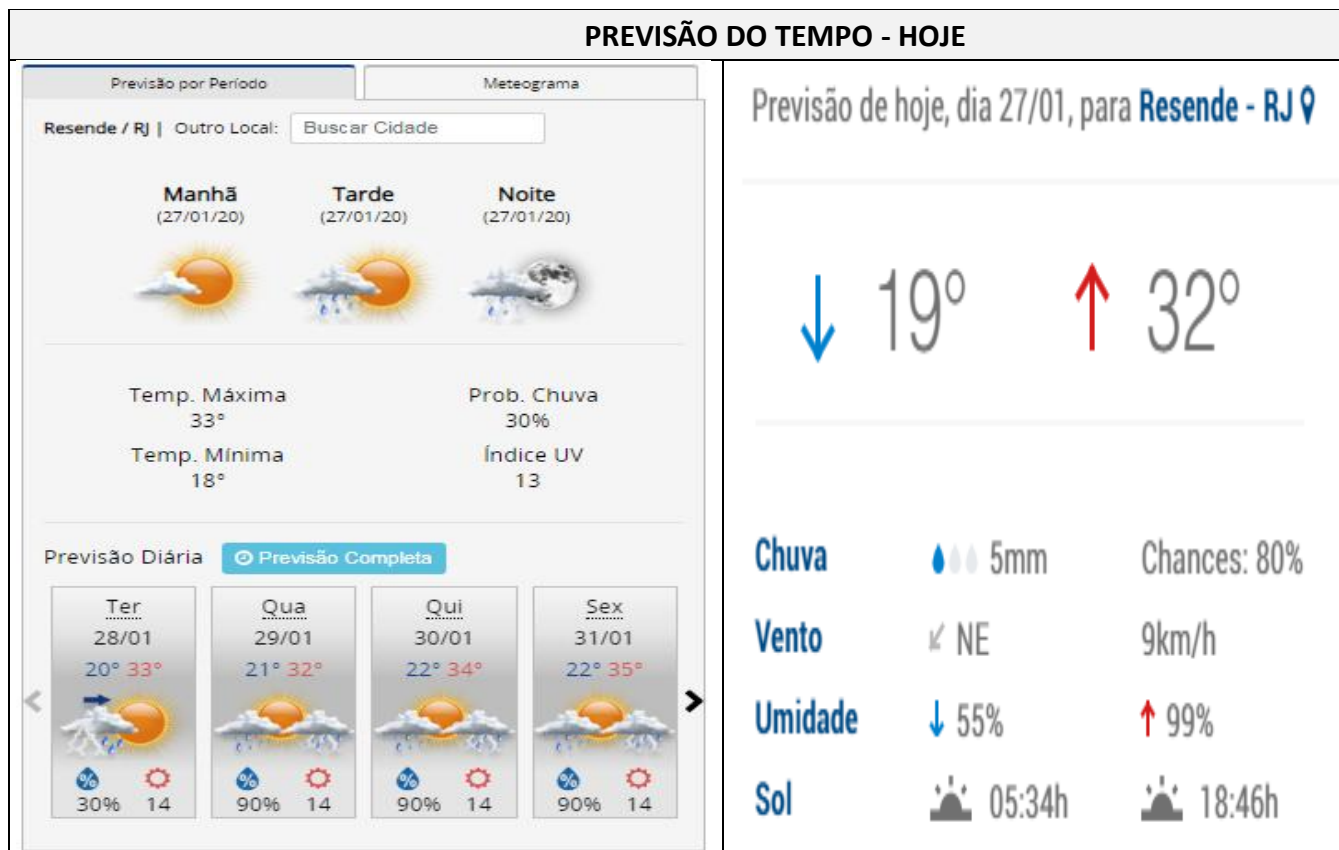 PREVISÃO DO TEMPO - HOJE
Previsão por Período
Meteograma
Resende / RJ | Outro Local: Buscar Cidade
Manhã Tarde Noite
(27/01/20) (27/01/20) (27/01/20)
Temp. Máxima Prob. Chuva
33° 30%
Temp. Mínima Índice UV
18° 13
Previsão Diária Previsão Completa
Ter Qua Qui Sex
28/01 29/01 30/01 31/01
20° 33° 21° 32° 22° 34° 22° 35°
% % % %
30% 14 90% 14 90% 14 90% 14
Previsão de hoje, dia 27/01, para Resende - RJ
19° 32°
Chuva 5mm Chances: 80%
Vento NE 9km/h
Umidade 55% 99%
Sol 05:34h 18:46h